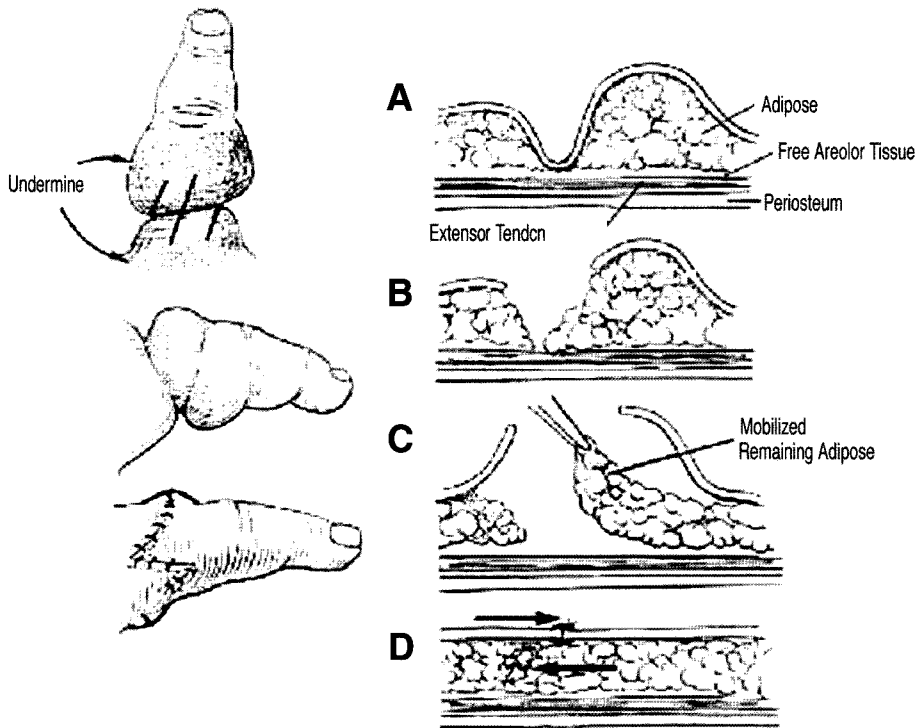 Undermine
A
Adipose
Free Areolor Tissue
Periosteum
Extensor Tendcn
B
C
Mobilized
Remaining Adipose
D